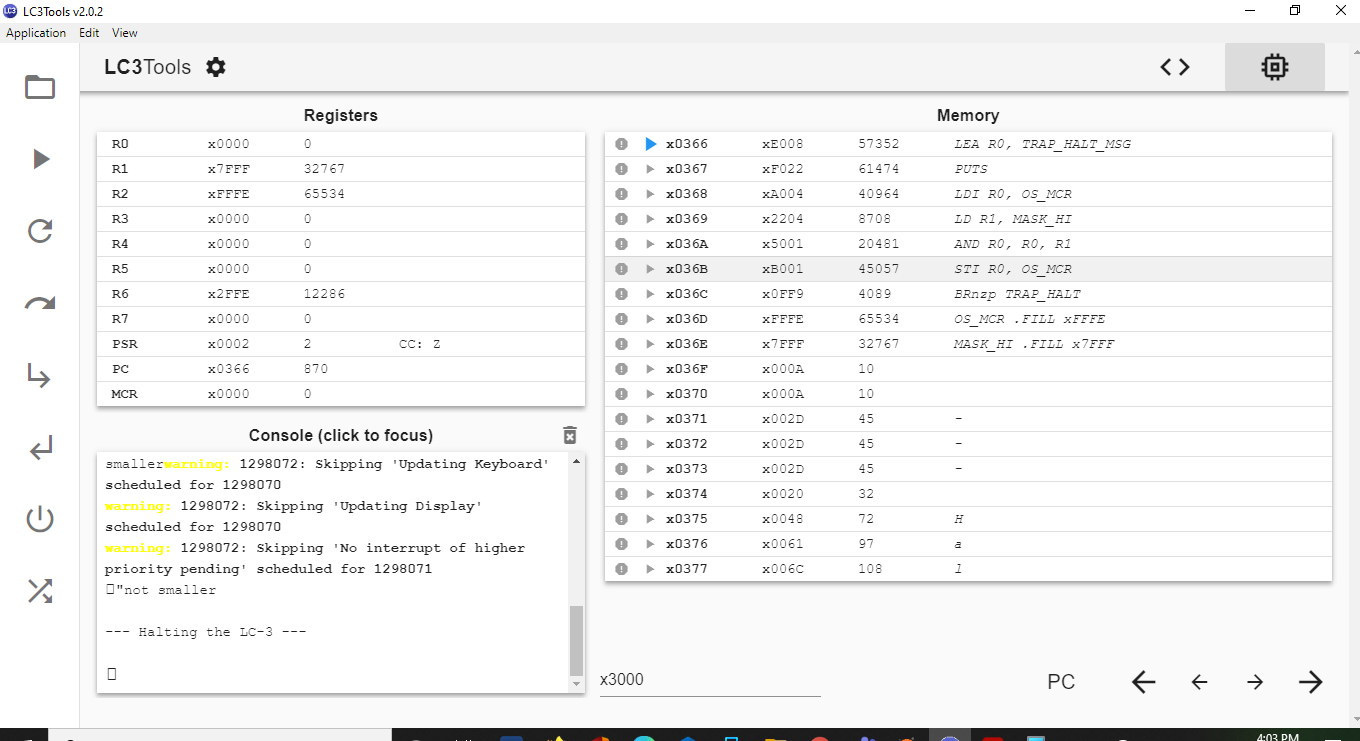 LC3Tools v2.0.2
Application Edit View
LC3Tools
Registers
R0 x0000 0
R1 x7FFF 32767
R2 xFFFE 65534
R3 x0000 0
R4 x0000 0
R5 x0000 0
R6 x2FFE 12286
R7 x0000 0
PSR x0002 2 CC: Z
PC x0366 870
MCR x0000 0
Console (click to focus)
smallerwarning: 1298072: Skipping 'Updating Keyboard'
scheduled for 1298070
warning: 1298072: Skipping 'Updating Display'
scheduled for 1298070
warning: 1298072: Skipping 'No interrupt of higher
priority pending' scheduled for 1298071
"not smaller
--- Halting the LC-3 ---
Memory
x0366 xE008 57352 LEA R0, TRAP_HALT_MSG
x0367 xF022 61474 PUTS
x0368 xA004 40964 LDI R0, OS_MCR
x0369 x2204 8708 LD R1, MASK_HI
x036A x5001 20481 AND R0, R0, R1
x036B xB001 45057 STI R0, OS_MCR
x036C x0FF9 4089 BRnzp TRAP_HALT
x036D xFFFE 65534 OS_MCR .FILL xFFFE
x036E x7FFF 32767 MASK_HI .FILL x7FFF
x036F x000A 10
x0370 x000A 10
x0371 x002D 45 -
x0372 x002D 45 -
x0373 x002D 45 -
x0374 x0020 32
x0375 x0048 72 H
x0376 x0061 97 a
x0377 x006C 108 l
x3000
PC
4:03 PM